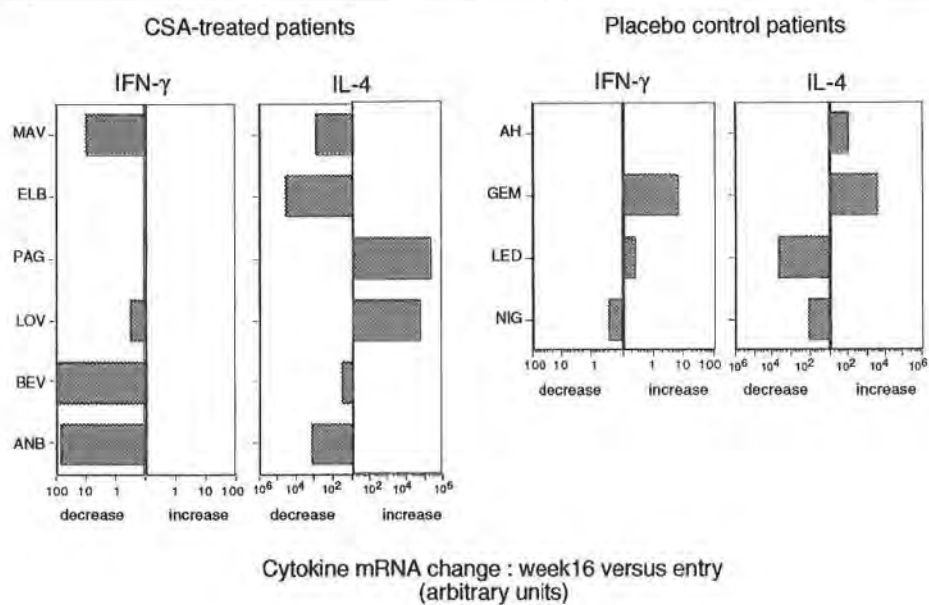 CSA-treated patients
Placebo control patients
IFN-γ
IL-4
IFN-γ
IL-4
MAV
ELB
PAG
LOV
BEV
ANB
AH
GEM
LED
NIG
100 10 1 1 10 100
decrease increase
10⁶ 10⁴ 10² 10² 10⁴ 10⁶
decrease increase
100 10 1 1 10 100
decrease increase
10⁶ 10⁴ 10² 10² 10⁴ 10⁶
decrease increase
Cytokine mRNA change : week16 versus entry
(arbitrary units)